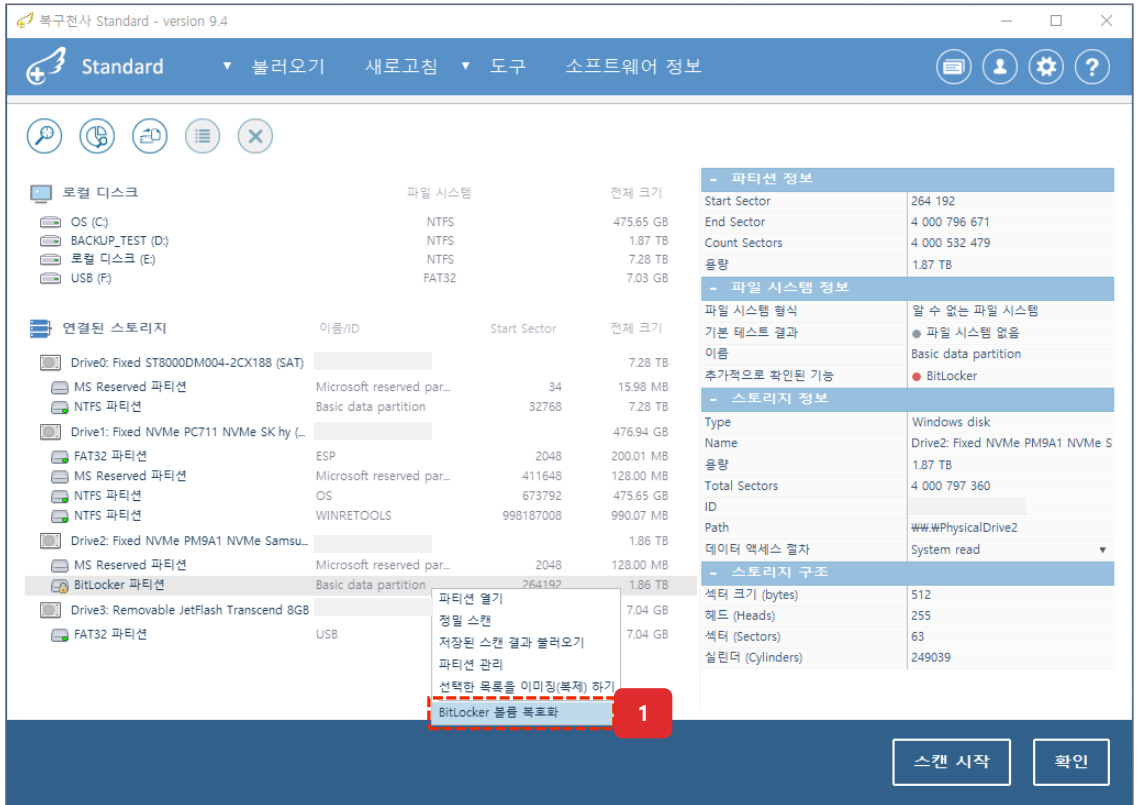 복구천사 Standard - version 9.4
Standard ▼ 불러오기 새로고침 ▼ 도구 소프트웨어 정보
로컬 디스크 파일 시스템 전체 크기
OS (C:) NTFS 475.65 GB
BACKUP_TEST (D:) NTFS 1.87 TB
로컬 디스크 (E:) NTFS 7.28 TB
USB (F:) FAT32 7.03 GB
연결된 스토리지 이름/ID Start Sector 전체 크기
Drive0: Fixed ST8000DM004-2CX188 (SAT) 7.28 TB
MS Reserved 파티션 Microsoft reserved par... 34 15.98 MB
NTFS 파티션 Basic data partition 32768 7.28 TB
Drive1: Fixed NVMe PC711 NVMe SK hy (... 476.94 GB
FAT32 파티션 ESP 2048 200.01 MB
MS Reserved 파티션 Microsoft reserved par... 411648 128.00 MB
NTFS 파티션 OS 673792 475.65 GB
NTFS 파티션 WINRETOOLS 998187008 990.07 MB
Drive2: Fixed NVMe PM9A1 NVMe Samsu... 1.86 TB
MS Reserved 파티션 Microsoft reserved par... 2048 128.00 MB
BitLocker 파티션 Basic data partition 264192 1.86 TB
Drive3: Removable JetFlash Transcend 8GB 7.04 GB
FAT32 파티션 USB 7.04 GB
파티션 열기
정밀 스캔
저장된 스캔 결과 불러오기
파티션 관리
선택한 목록을 이미징(복제) 하기
BitLocker 볼륨 복호화
1
– 파티션 정보
Start Sector 264 192
End Sector 4 000 796 671
Count Sectors 4 000 532 479
용량 1.87 TB
– 파일 시스템 정보
파일 시스템 형식 알 수 없는 파일 시스템
기본 테스트 결과 ● 파일 시스템 없음
이름 Basic data partition
추가적으로 확인된 기능 ● BitLocker
– 스토리지 정보
Type Windows disk
Name Drive2: Fixed NVMe PM9A1 NVMe S
용량 1.87 TB
Total Sectors 4 000 797 360
ID
Path ₩₩.₩PhysicalDrive2
데이터 액세스 절차 System read ▼
– 스토리지 구조
섹터 크기 (bytes) 512
헤드 (Heads) 255
섹터 (Sectors) 63
실린더 (Cylinders) 249039
스캔 시작 확인